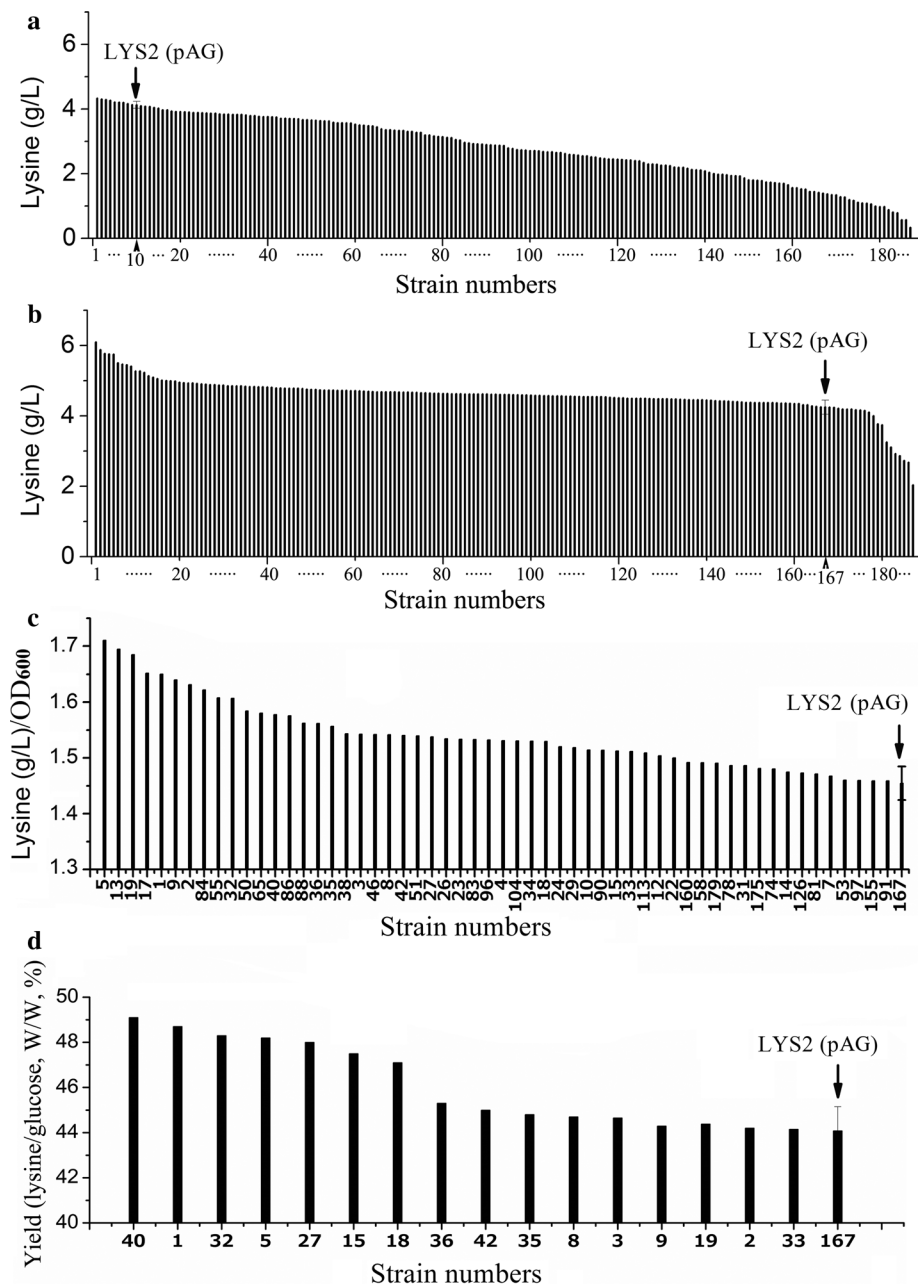 a
LYS2 (pAG)
Lysine (g/L)
6
4
2
0
1 ··· 10 ··· 20 ······ 40 ······ 60 ······ 80 ······ 100 ······ 120 ······ 140 ······ 160 ······ 180 ···
Strain numbers
b
LYS2 (pAG)
Lysine (g/L)
6
4
2
0
1 ······ 20 ······ 40 ······ 60 ······ 80 ······ 100 ······ 120 ······ 140 ······ 160 ··· 167 ··· 180 ···
Strain numbers
c
LYS2 (pAG)
Lysine (g/L)/OD600
1.7
1.6
1.5
1.4
1.3
5 13 19 17 1 9 2 84 55 32 50 65 40 86 88 36 35 38 3 46 8 42 51 27 26 23 83 96 4 104 34 18 24 29 10 90 15 33 113 12 22 160 58 179 78 31 175 74 14 126 81 7 53 97 155 91 167
Strain numbers
d
LYS2 (pAG)
Yield (lysine/glucose, W/W, %)
50
48
46
44
42
40
40 1 32 5 27 15 18 36 42 35 8 3 9 19 2 33 167
Strain numbers